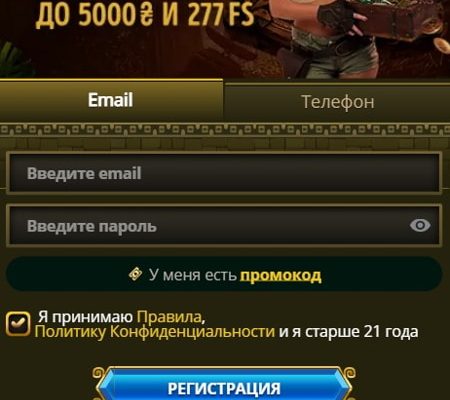 ДО 5000₴ И 277 FS
Email
Телефон
Введите email
Введите пароль
У меня есть промокод
Я принимаю Правила,
Политику Конфиденциальности и я старше 21 года
РЕГИСТРАЦИЯ